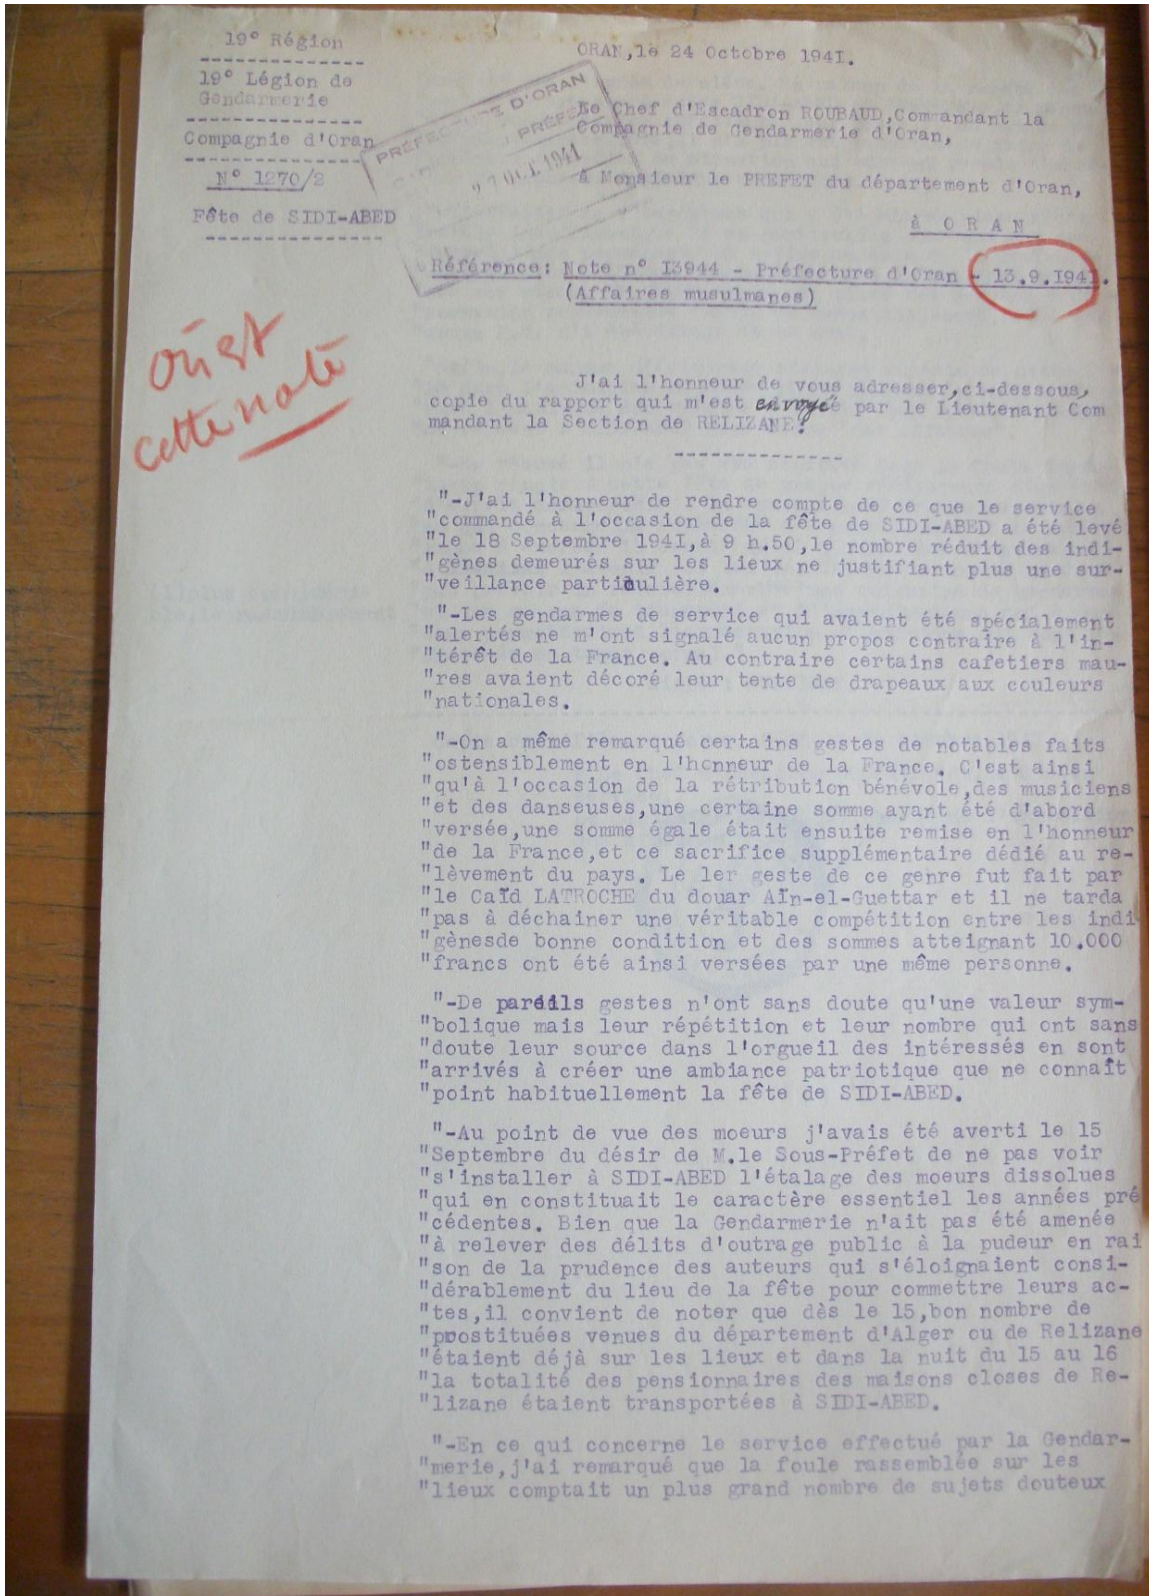 19° Région
19° Légion de
Gendarmerie
Compagnie d'Oran
N° 1270/2
Fête de SIDI-ABED
PRÉFECTURE D'ORAN
PRÉFET
OCT. 1941
ORAN,le 24 Octobre 194I.
Le Chef d'Escadron ROUBAUD,Commandant la
Compagnie de Gendarmerie d'Oran,
à Monsieur le PREFET du département d'Oran,
à O R A N
Référence: Note n° I3944 - Préfecture d'Oran - 13.9.194I.
(Affaires musulmanes)
où est
cette note
J'ai l'honneur de vous adresser,ci-dessous,
copie du rapport qui m'est envoyé par le Lieutenant Com
mandant la Section de RELIZANE:
"-J'ai l'honneur de rendre compte de ce que le service
"commandé à l'occasion de la fête de SIDI-ABED a été levé
"le 18 Septembre 194I,à 9 h.50,le nombre réduit des indi-
"gènes demeurés sur les lieux ne justifiant plus une sur-
"veillance particulière.
"-Les gendarmes de service qui avaient été spécialement
"alertés ne m'ont signalé aucun propos contraire à l'in-
"térêt de la France. Au contraire certains cafetiers mau-
"res avaient décoré leur tente de drapeaux aux couleurs
"nationales.
"-On a même remarqué certains gestes de notables faits
"ostensiblement en l'honneur de la France. C'est ainsi
"qu'à l'occasion de la rétribution bénévole,des musiciens
"et des danseuses,une certaine somme ayant été d'abord
"versée,une somme égale était ensuite remise en l'honneur
"de la France,et ce sacrifice supplémentaire dédié au re-
"lèvement du pays. Le 1er geste de ce genre fut fait par
"le Caïd LATROCHE du douar Aïn-el-Guettar et il ne tarda
"pas à déchainer une véritable compétition entre les indi
"gènesde bonne condition et des sommes atteignant 10.000
"francs ont été ainsi versées par une même personne.
"-De pareils gestes n'ont sans doute qu'une valeur sym-
"bolique mais leur répétition et leur nombre qui ont sans
"doute leur source dans l'orgueil des intéressés en sont
"arrivés à créer une ambiance patriotique que ne connaît
"point habituellement la fête de SIDI-ABED.
"-Au point de vue des moeurs j'avais été averti le 15
"Septembre du désir de M.le Sous-Préfet de ne pas voir
"s'installer à SIDI-ABED l'étalage des moeurs dissolues
"qui en constituait le caractère essentiel les années pré
"cédentes. Bien que la Gendarmerie n'ait pas été amenée
"à relever des délits d'outrage public à la pudeur en rai
"son de la prudence des auteurs qui s'éloignaient consi-
"dérablement du lieu de la fête pour commettre leurs ac-
"tes,il convient de noter que dès le 15,bon nombre de
"prostituées venues du département d'Alger ou de Relizane
"étaient déjà sur les lieux et dans la nuit du 15 au 16
"la totalité des pensionnaires des maisons closes de Re-
"lizane étaient transportées à SIDI-ABED.
"-En ce qui concerne le service effectué par la Gendar-
"merie,j'ai remarqué que la foule rassemblée sur les
"lieux comptait un plus grand nombre de sujets douteux